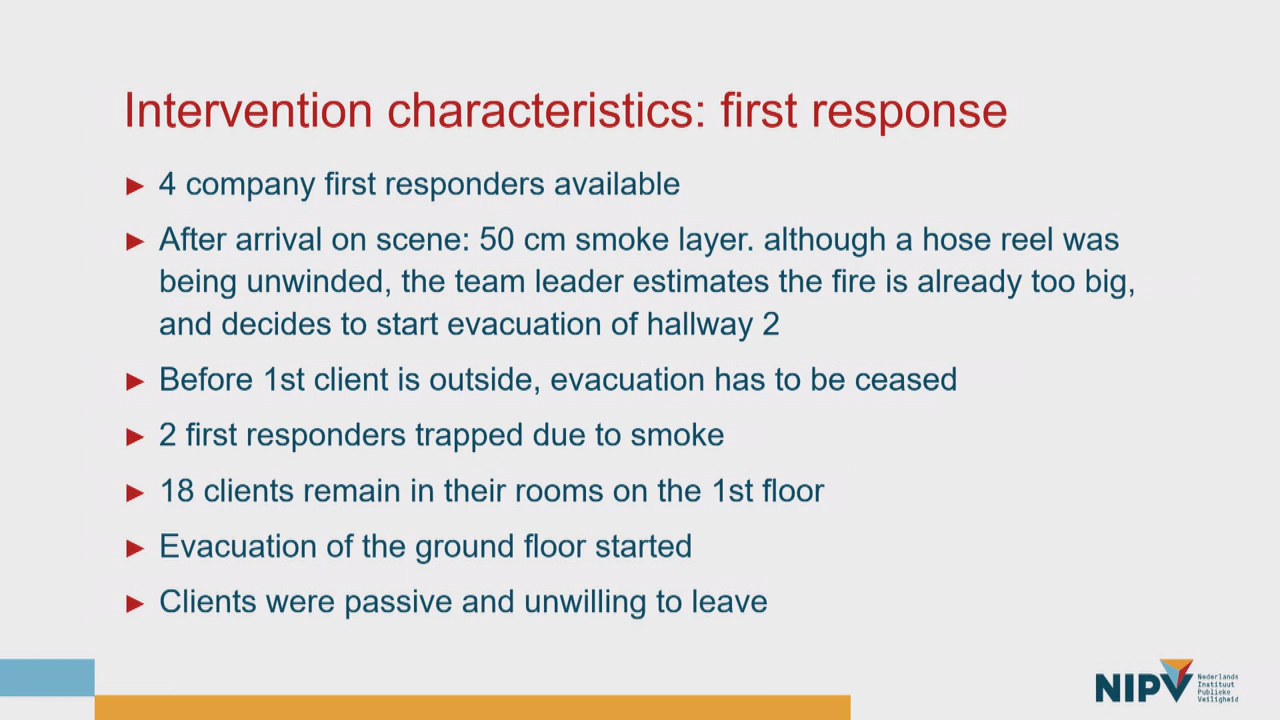 Intervention characteristics: first response
► 4 company first responders available
► After arrival on scene: 50 cm smoke layer. although a hose reel was
being unwinded, the team leader estimates the fire is already too big,
and decides to start evacuation of hallway 2
► Before 1st client is outside, evacuation has to be ceased
► 2 first responders trapped due to smoke
► 18 clients remain in their rooms on the 1st floor
► Evacuation of the ground floor started
► Clients were passive and unwilling to leave
NIPV
Nederlands
Instituut
Publieke
Veiligheid